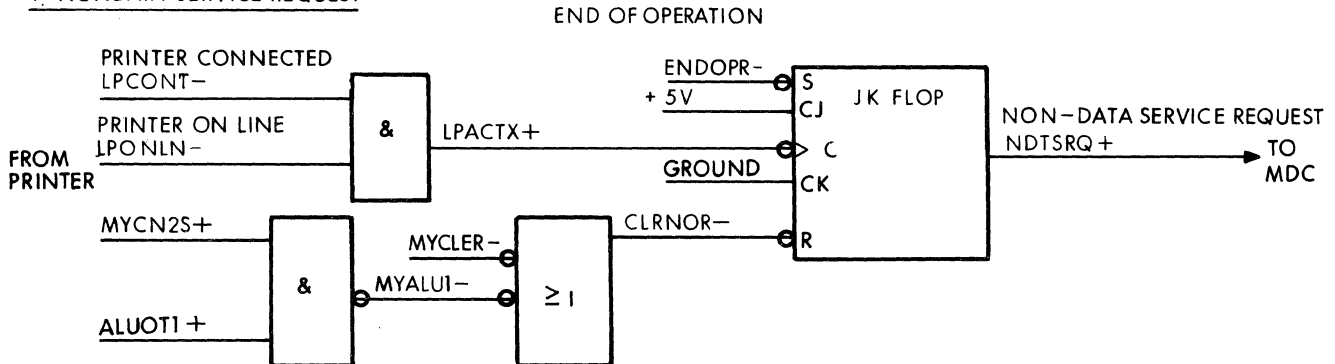 END OF OPERATION
PRINTER CONNECTED
LPCONT-
PRINTER ON LINE
LPONLN-
FROM
PRINTER
&
LPACTX+
ENDOPR-
+ 5V
GROUND
S
CJ
C
CK
R
JK FLOP
NON-DATA SERVICE REQUEST
NDTSRQ+
TO
MDC
MYCN2S+
ALUOT1+
&
MYALU1-
MYCLER-
≥ 1
CLRNOR-